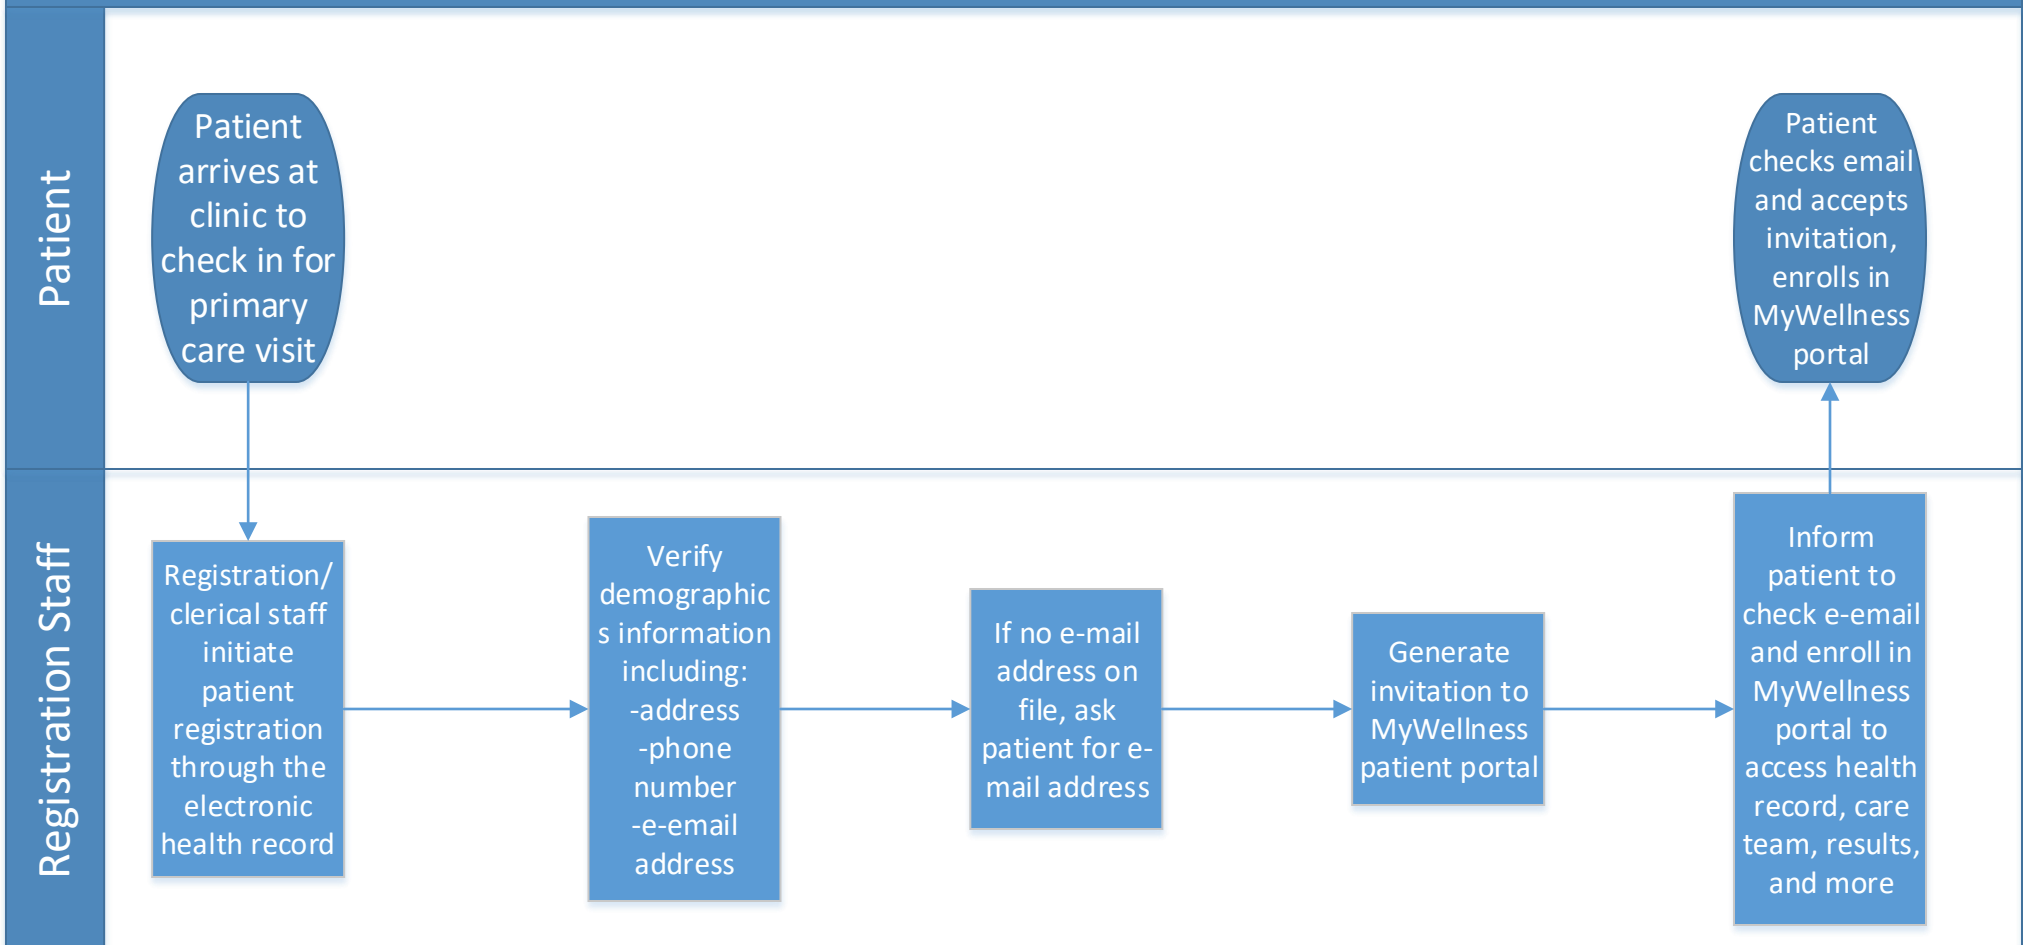 Patient
Patient
arrives at
clinic to
check in for
primary
care visit
Patient
checks email
and accepts
invitation,
enrolls in
MyWellness
portal
Registration Staff
Registration/
clerical staff
initiate
patient
registration
through the
electronic
health record
Verify
demographic
s information
including:
-address
-phone
number
-e-email
address
If no e-mail
address on
file, ask
patient for e-
mail address
Generate
invitation to
MyWellness
patient portal
Inform
patient to
check e-email
and enroll in
MyWellness
portal to
access health
record, care
team, results,
and more